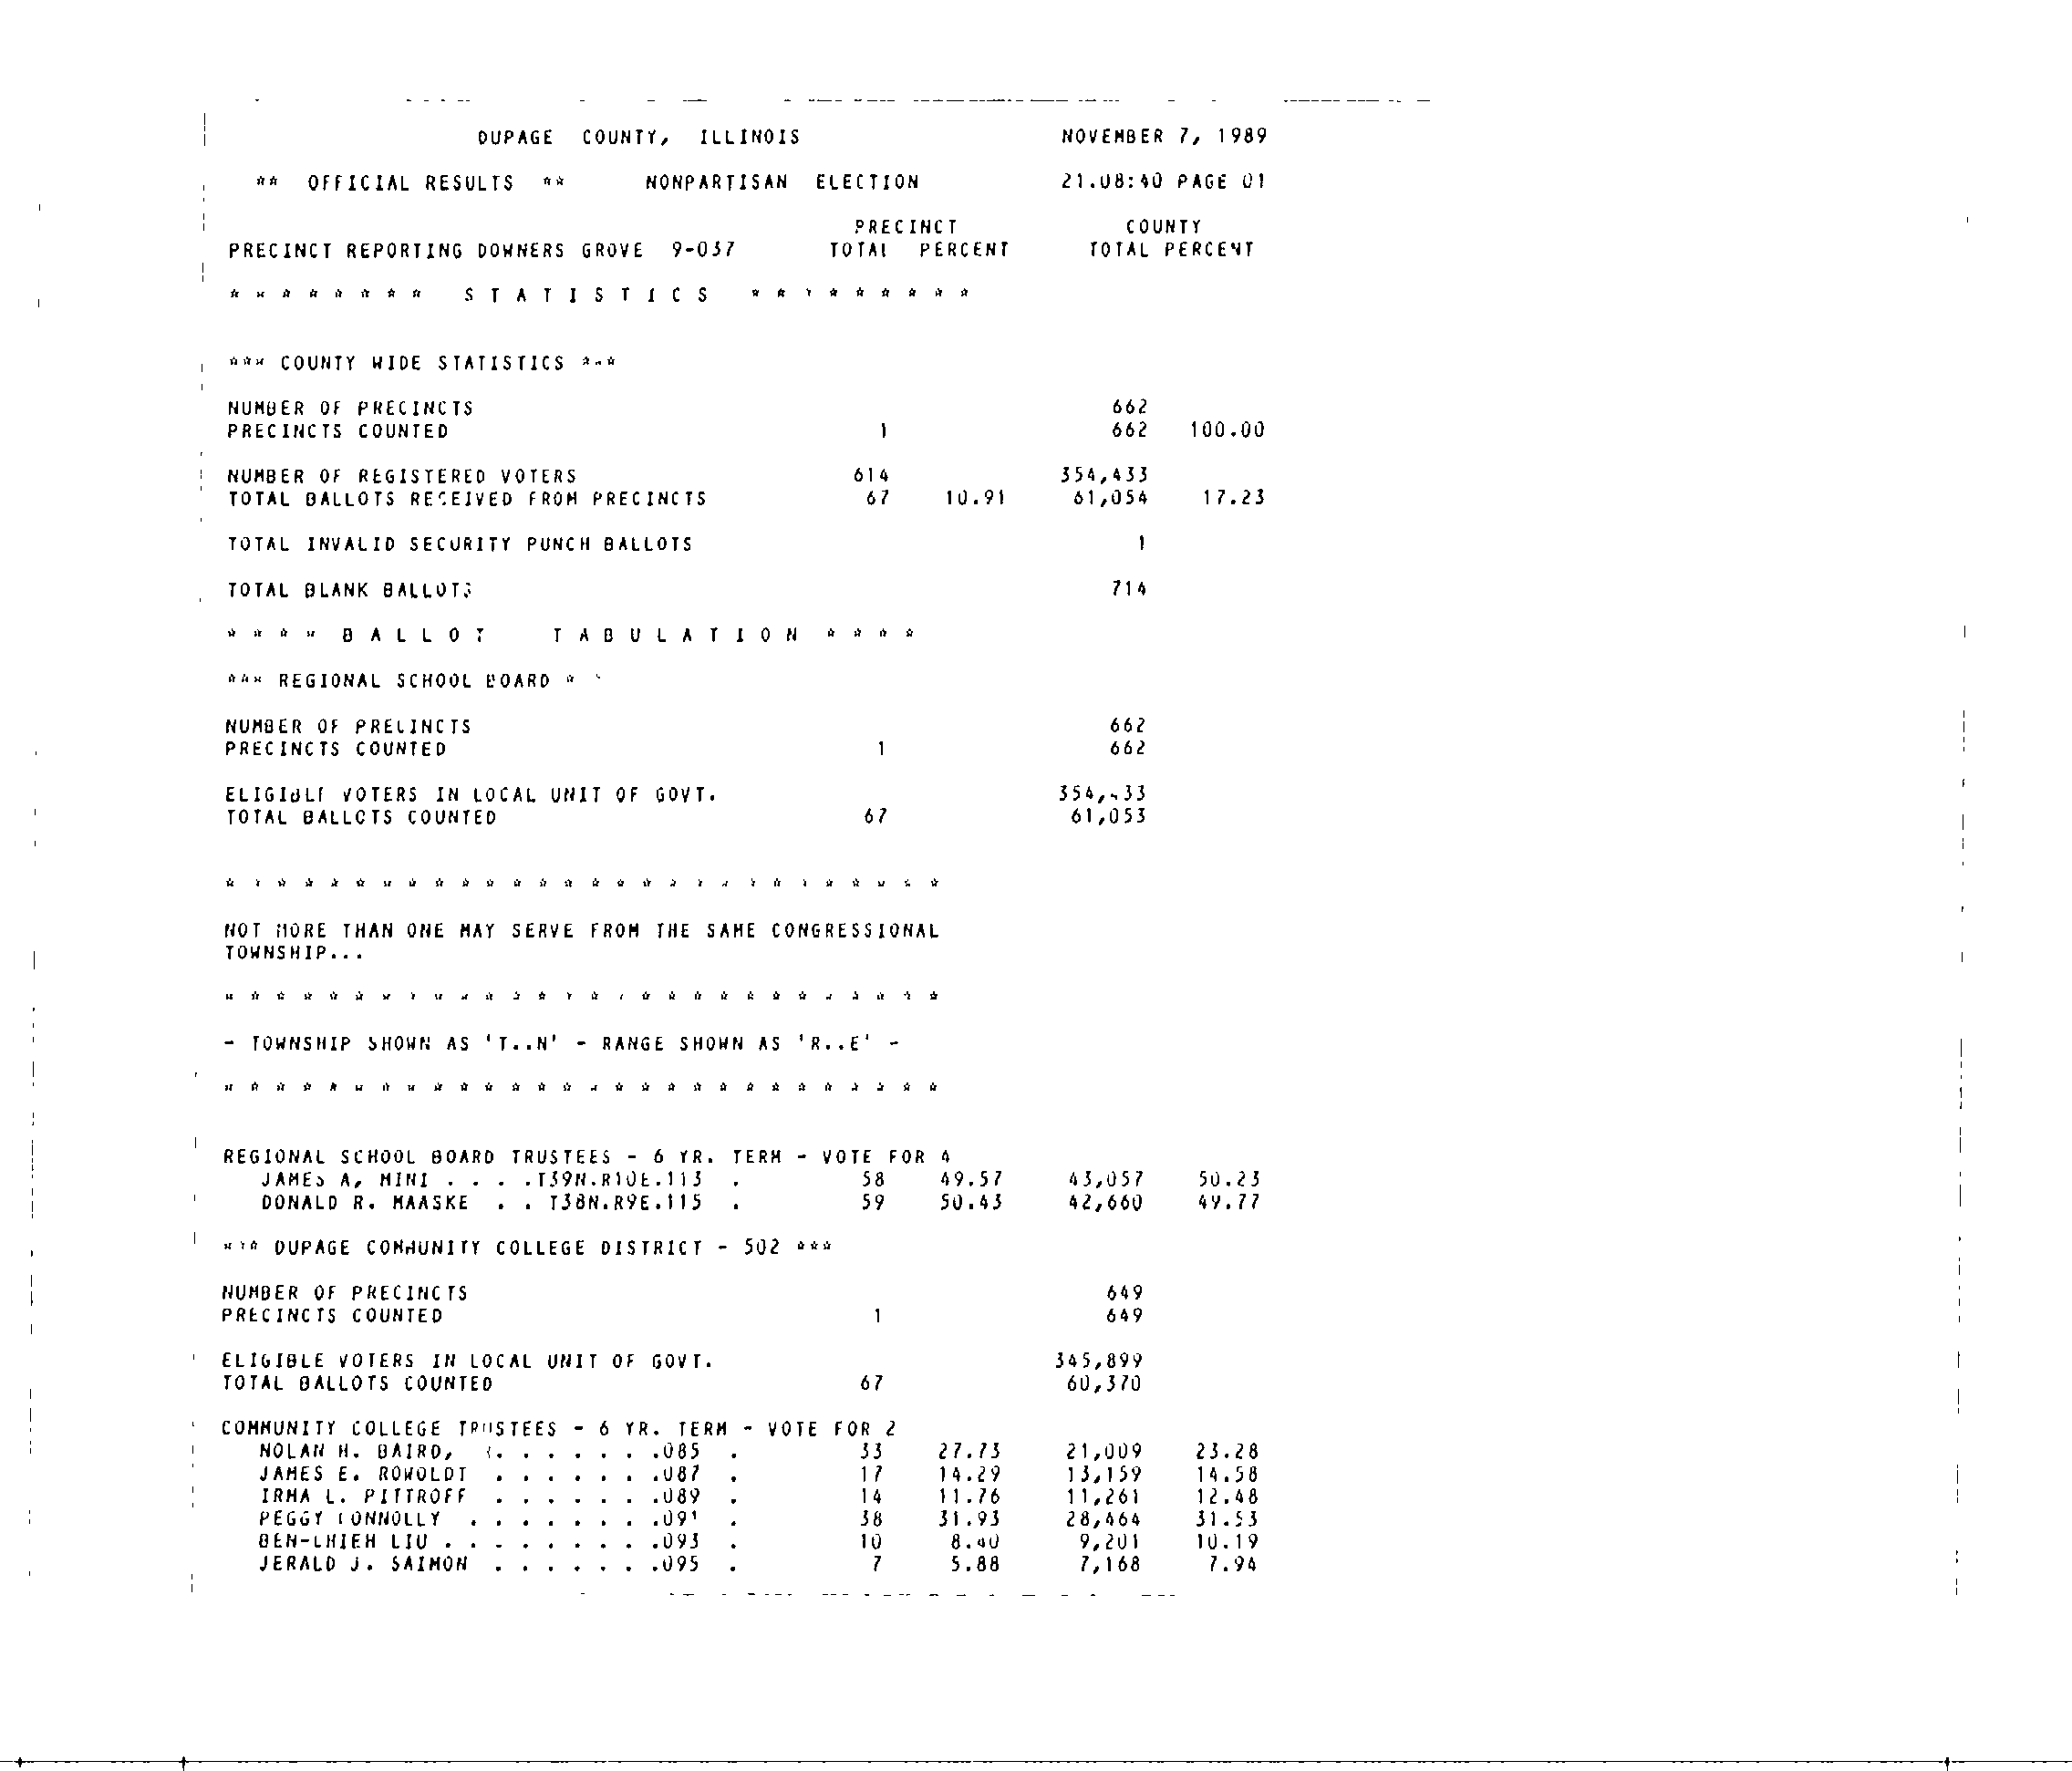 DUPAGE COUNTY, ILLINOIS NOVEMBER 7, 1989
** OFFICIAL RESULTS ** NONPARTISAN ELECTION 21.08:40 PAGE 01
PRECINCT COUNTY
PRECINCT REPORTING DOWNERS GROVE 9-037 TOTAL PERCENT TOTAL PERCENT
* * * * * * * * S T A T I S T I C S * * * * * * * * *
*** COUNTY WIDE STATISTICS ***
NUMBER OF PRECINCTS 662
PRECINCTS COUNTED 1 662 100.00
NUMBER OF REGISTERED VOTERS 614 354,433
TOTAL BALLOTS RECEIVED FROM PRECINCTS 67 10.91 61,054 17.23
TOTAL INVALID SECURITY PUNCH BALLOTS 1
TOTAL BLANK BALLOTS 714
* * * * B A L L O T T A B U L A T I O N * * * *
*** REGIONAL SCHOOL BOARD * *
NUMBER OF PRECINCTS 662
PRECINCTS COUNTED 1 662
ELIGIBLE VOTERS IN LOCAL UNIT OF GOVT. 354,433
TOTAL BALLOTS COUNTED 67 61,053
* * * * * * * * * * * * * * * * * * * * * * * * * * * *
NOT MORE THAN ONE MAY SERVE FROM THE SAME CONGRESSIONAL
TOWNSHIP...
* * * * * * * * * * * * * * * * * * * * * * * * * * * *
- TOWNSHIP SHOWN AS 'T..N' - RANGE SHOWN AS 'R..E' -
* * * * * * * * * * * * * * * * * * * * * * * * * * * *
REGIONAL SCHOOL BOARD TRUSTEES - 6 YR. TERM - VOTE FOR 4
JAMES A, MINI . . . .T39N.R10E.113 . 58 49.57 43,057 50.23
DONALD R. MAASKE . . T38N.R9E.115 . 59 50.43 42,660 49.77
*** DUPAGE COMMUNITY COLLEGE DISTRICT - 502 ***
NUMBER OF PRECINCTS 649
PRECINCTS COUNTED 1 649
ELIGIBLE VOTERS IN LOCAL UNIT OF GOVT. 345,899
TOTAL BALLOTS COUNTED 67 60,370
COMMUNITY COLLEGE TRUSTEES - 6 YR. TERM - VOTE FOR 2
NOLAN H. BAIRD, . . . . . . .085 . 33 27.73 21,009 23.28
JAMES E. ROWOLDT . . . . . . .087 . 17 14.29 13,159 14.58
IRMA L. PITTROFF . . . . . . .089 . 14 11.76 11,261 12.48
PEGGY CONNOLLY . . . . . . . .091 . 38 31.93 28,464 31.53
BEN-CHIEH LIU . . . . . . . . .093 . 10 8.40 9,201 10.19
JERALD J. SAIMON . . . . . . .095 . 7 5.88 7,168 7.94